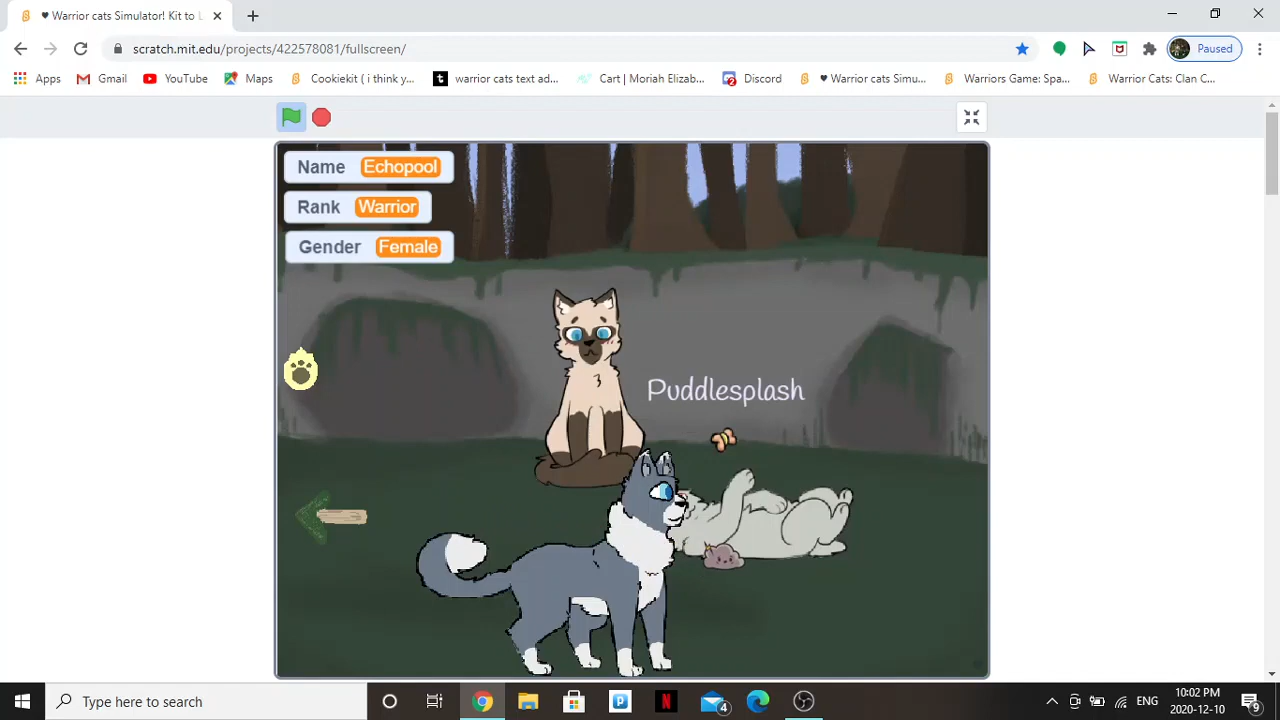 ♥ Warrior cats Simulator! Kit to L
scratch.mit.edu/projects/422578081/fullscreen/
Paused
Apps
Gmail
YouTube
Maps
Cookiekit ( i think y...
warrior cats text ad...
Cart | Moriah Elizab...
Discord
♥ Warrior cats Simu...
Warriors Game: Spa...
Warrior Cats: Clan C...
Name Echopool
Rank Warrior
Gender Female
Puddlesplash
Type here to search
4
ENG
10:02 PM
2020-12-10
9